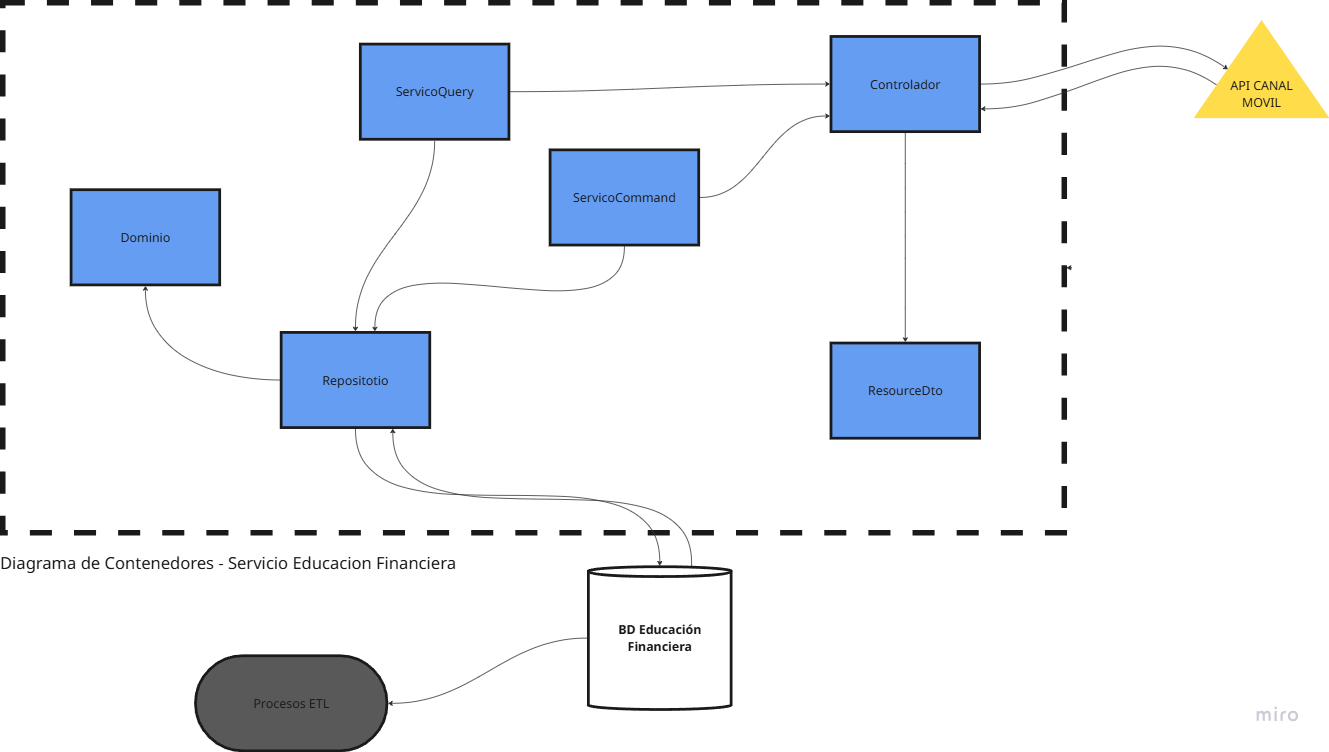 ServicoQuery
Controlador
API CANAL
MOVIL
ServicoCommand
Dominio
Repositotio
ResourceDto
Diagrama de Contenedores - Servicio Educacion Financiera
BD Educación
Financiera
Procesos ETL
miro